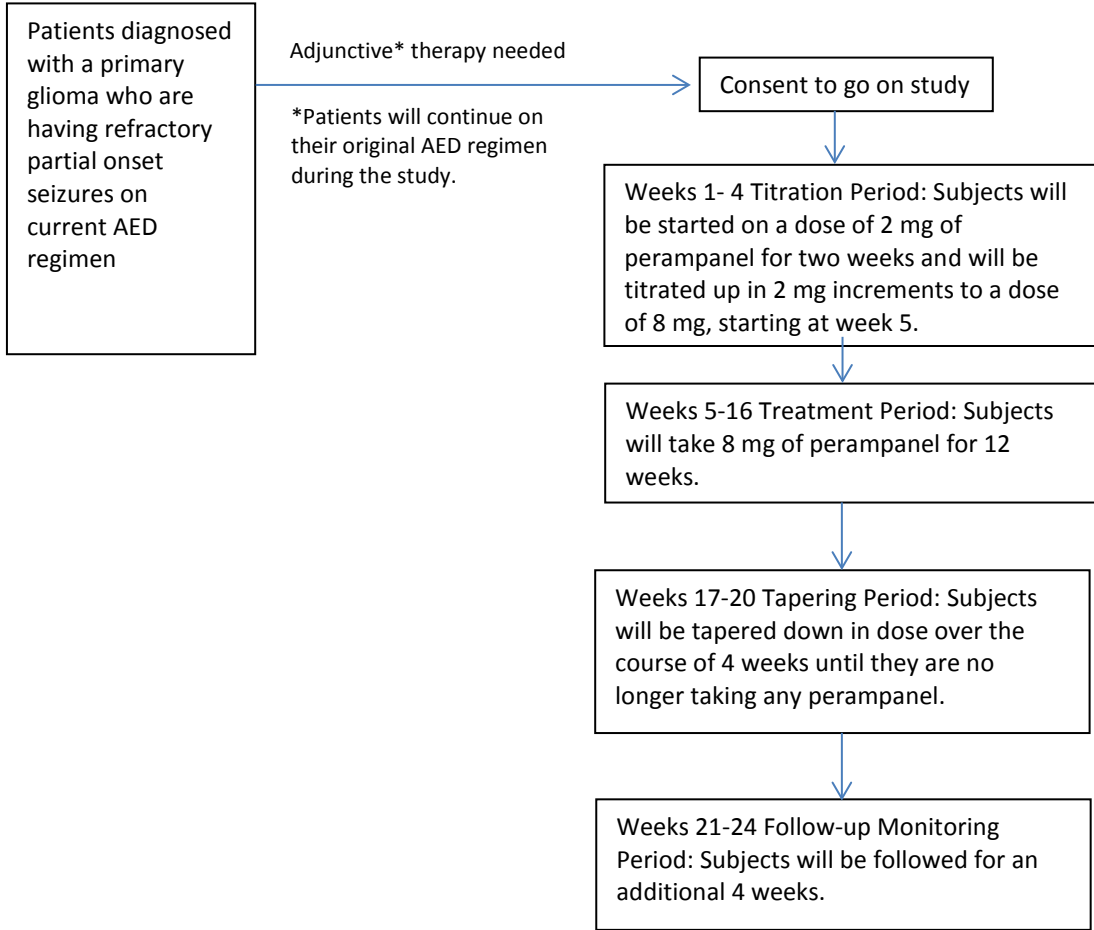 Patients diagnosed
with a primary
glioma who are
having refractory
partial onset
seizures on
current AED
regimen
Adjunctive* therapy needed
*Patients will continue on
their original AED regimen
during the study.
Consent to go on study
Weeks 1- 4 Titration Period: Subjects will
be started on a dose of 2 mg of
perampanel for two weeks and will be
titrated up in 2 mg increments to a dose
of 8 mg, starting at week 5.
Weeks 5-16 Treatment Period: Subjects
will take 8 mg of perampanel for 12
weeks.
Weeks 17-20 Tapering Period: Subjects
will be tapered down in dose over the
course of 4 weeks until they are no
longer taking any perampanel.
Weeks 21-24 Follow-up Monitoring
Period: Subjects will be followed for an
additional 4 weeks.